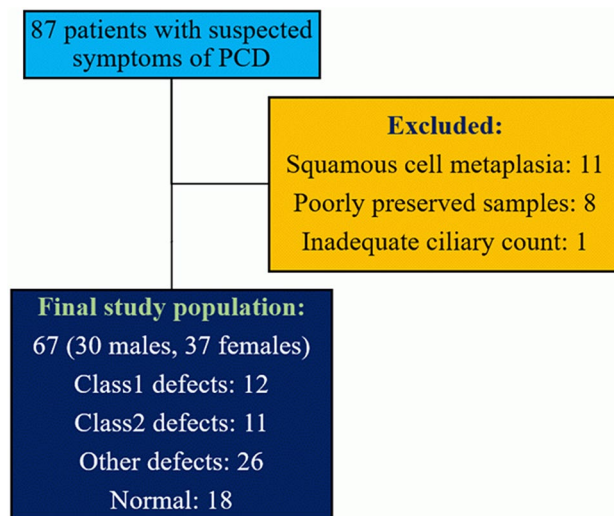 87 patients with suspected
symptoms of PCD
Excluded:
Squamous cell metaplasia: 11
Poorly preserved samples: 8
Inadequate ciliary count: 1
Final study population:
67 (30 males, 37 females)
Class1 defects: 12
Class2 defects: 11
Other defects: 26
Normal: 18